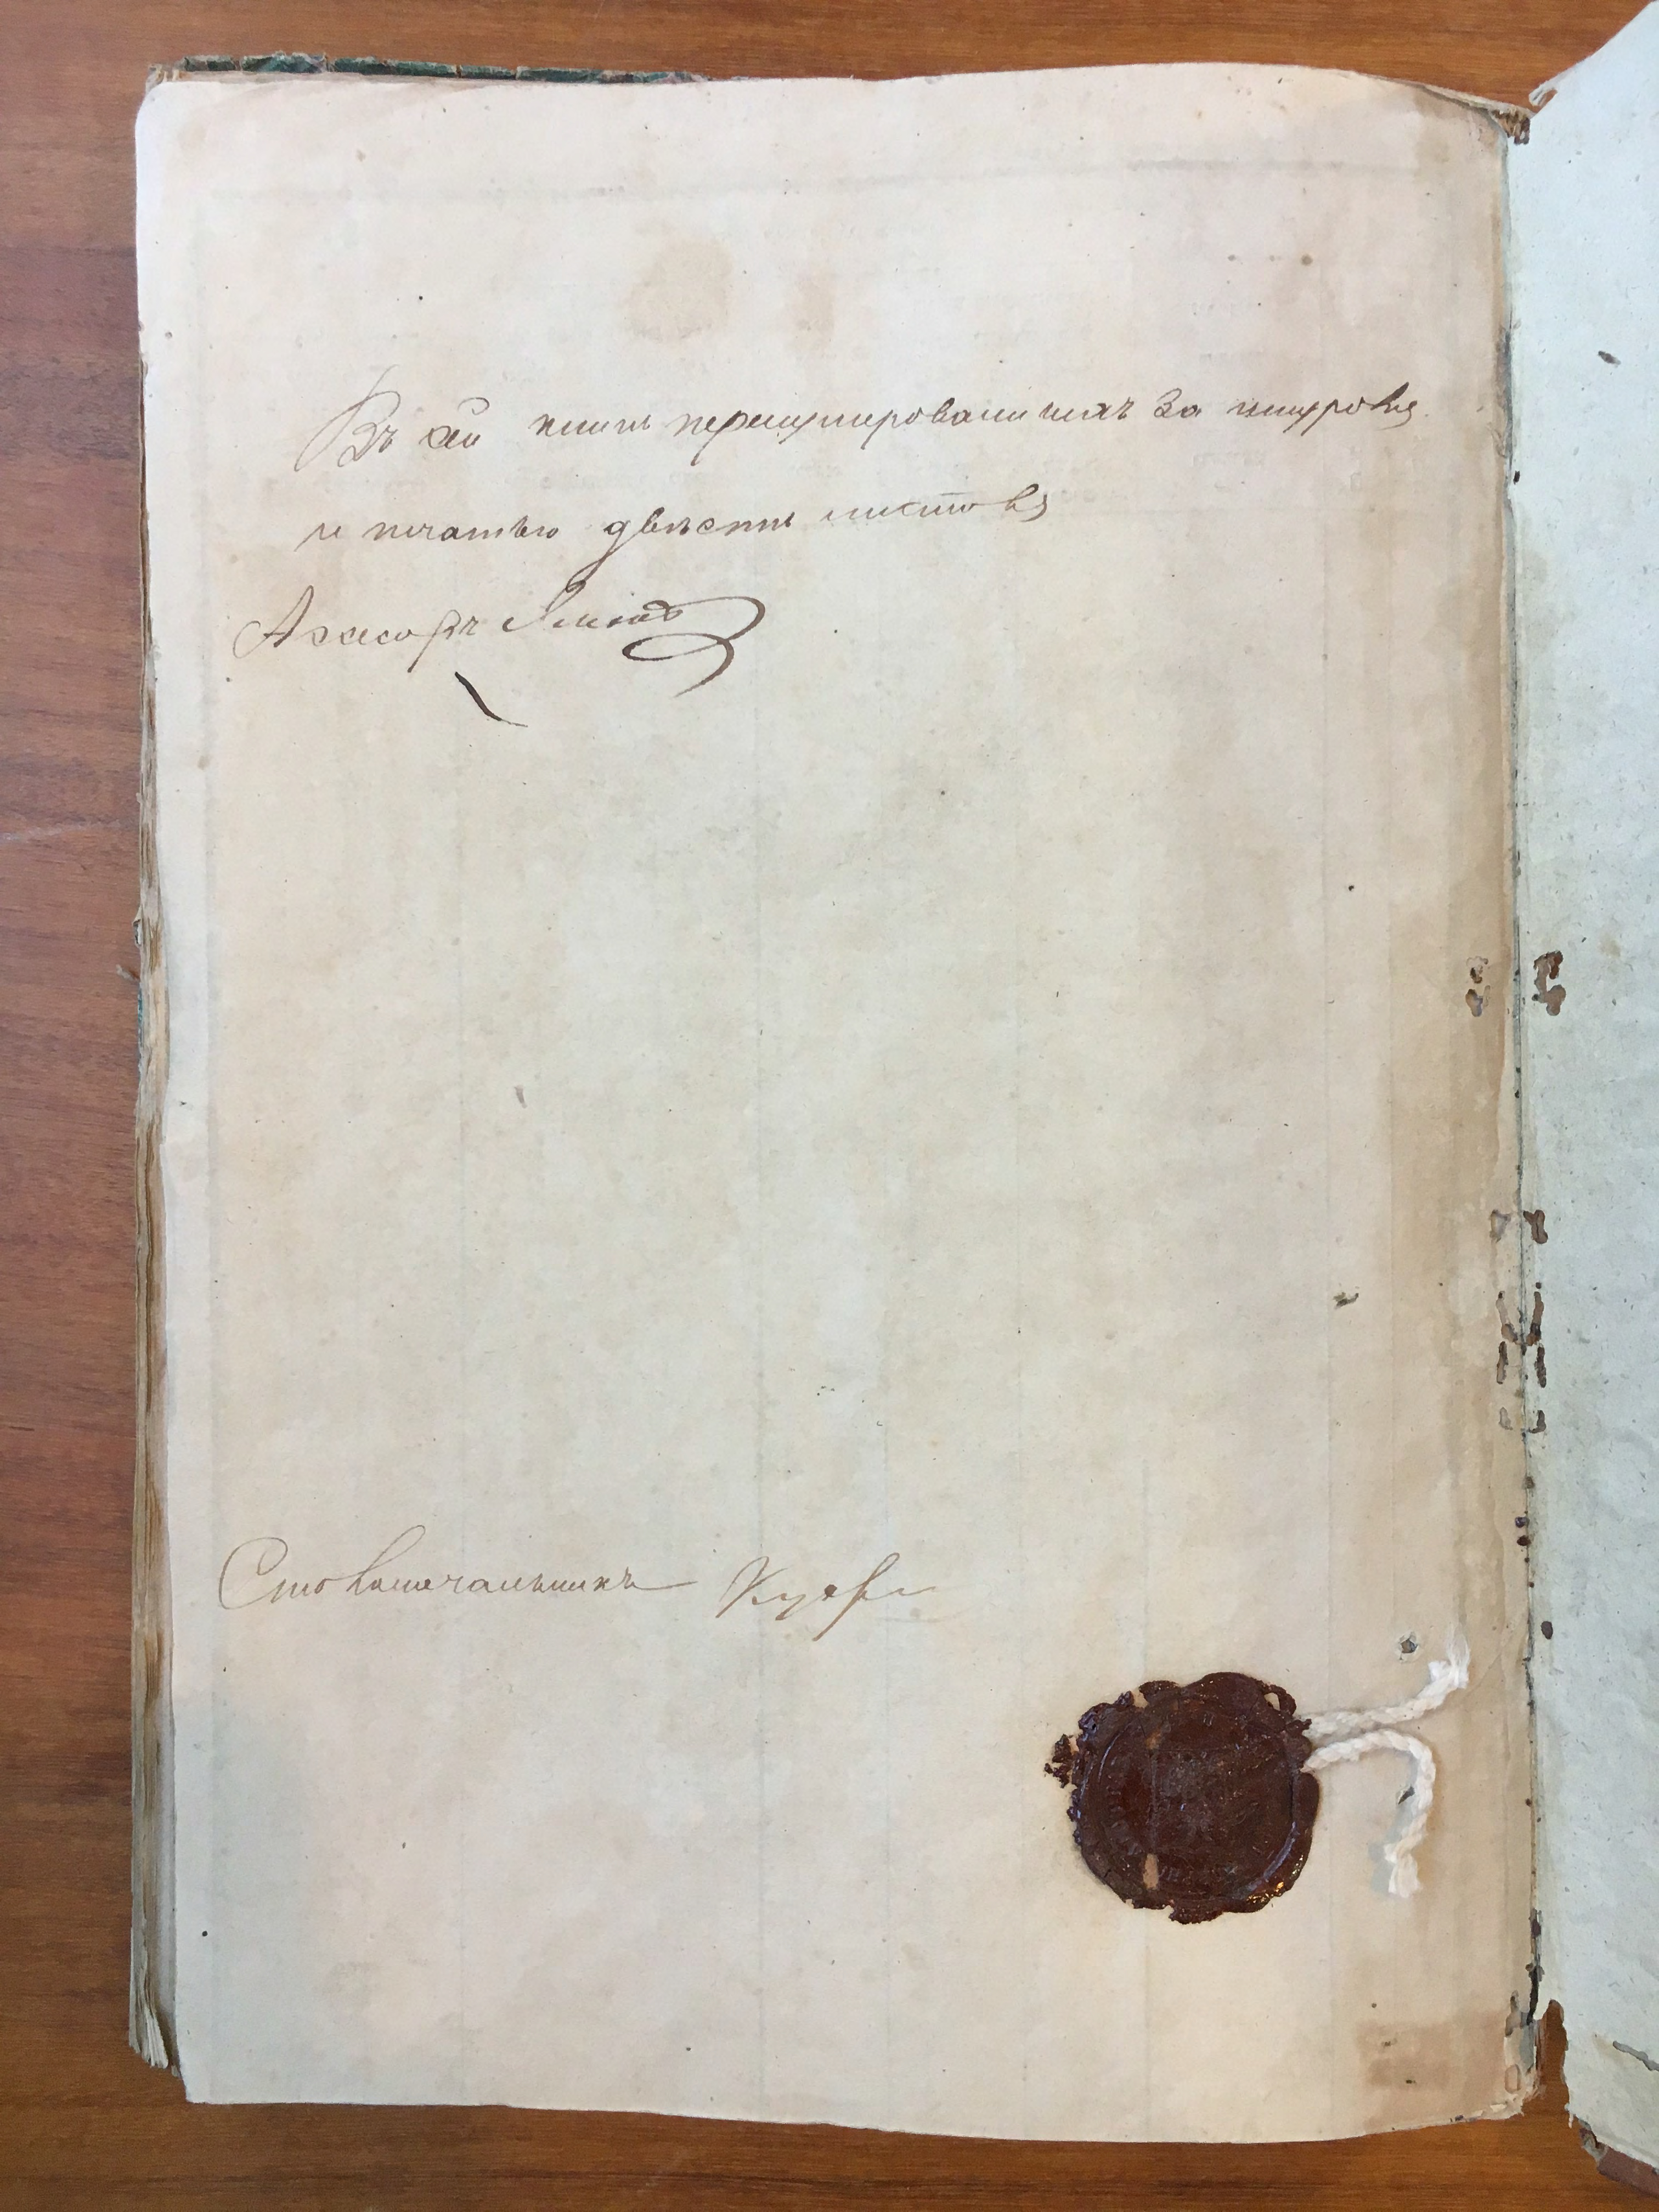 Въ сей книгѣ перенумерованныхъ за шнуромъ
и печатью двѣсти листовъ
Ассесоръ
Столоначальникъ